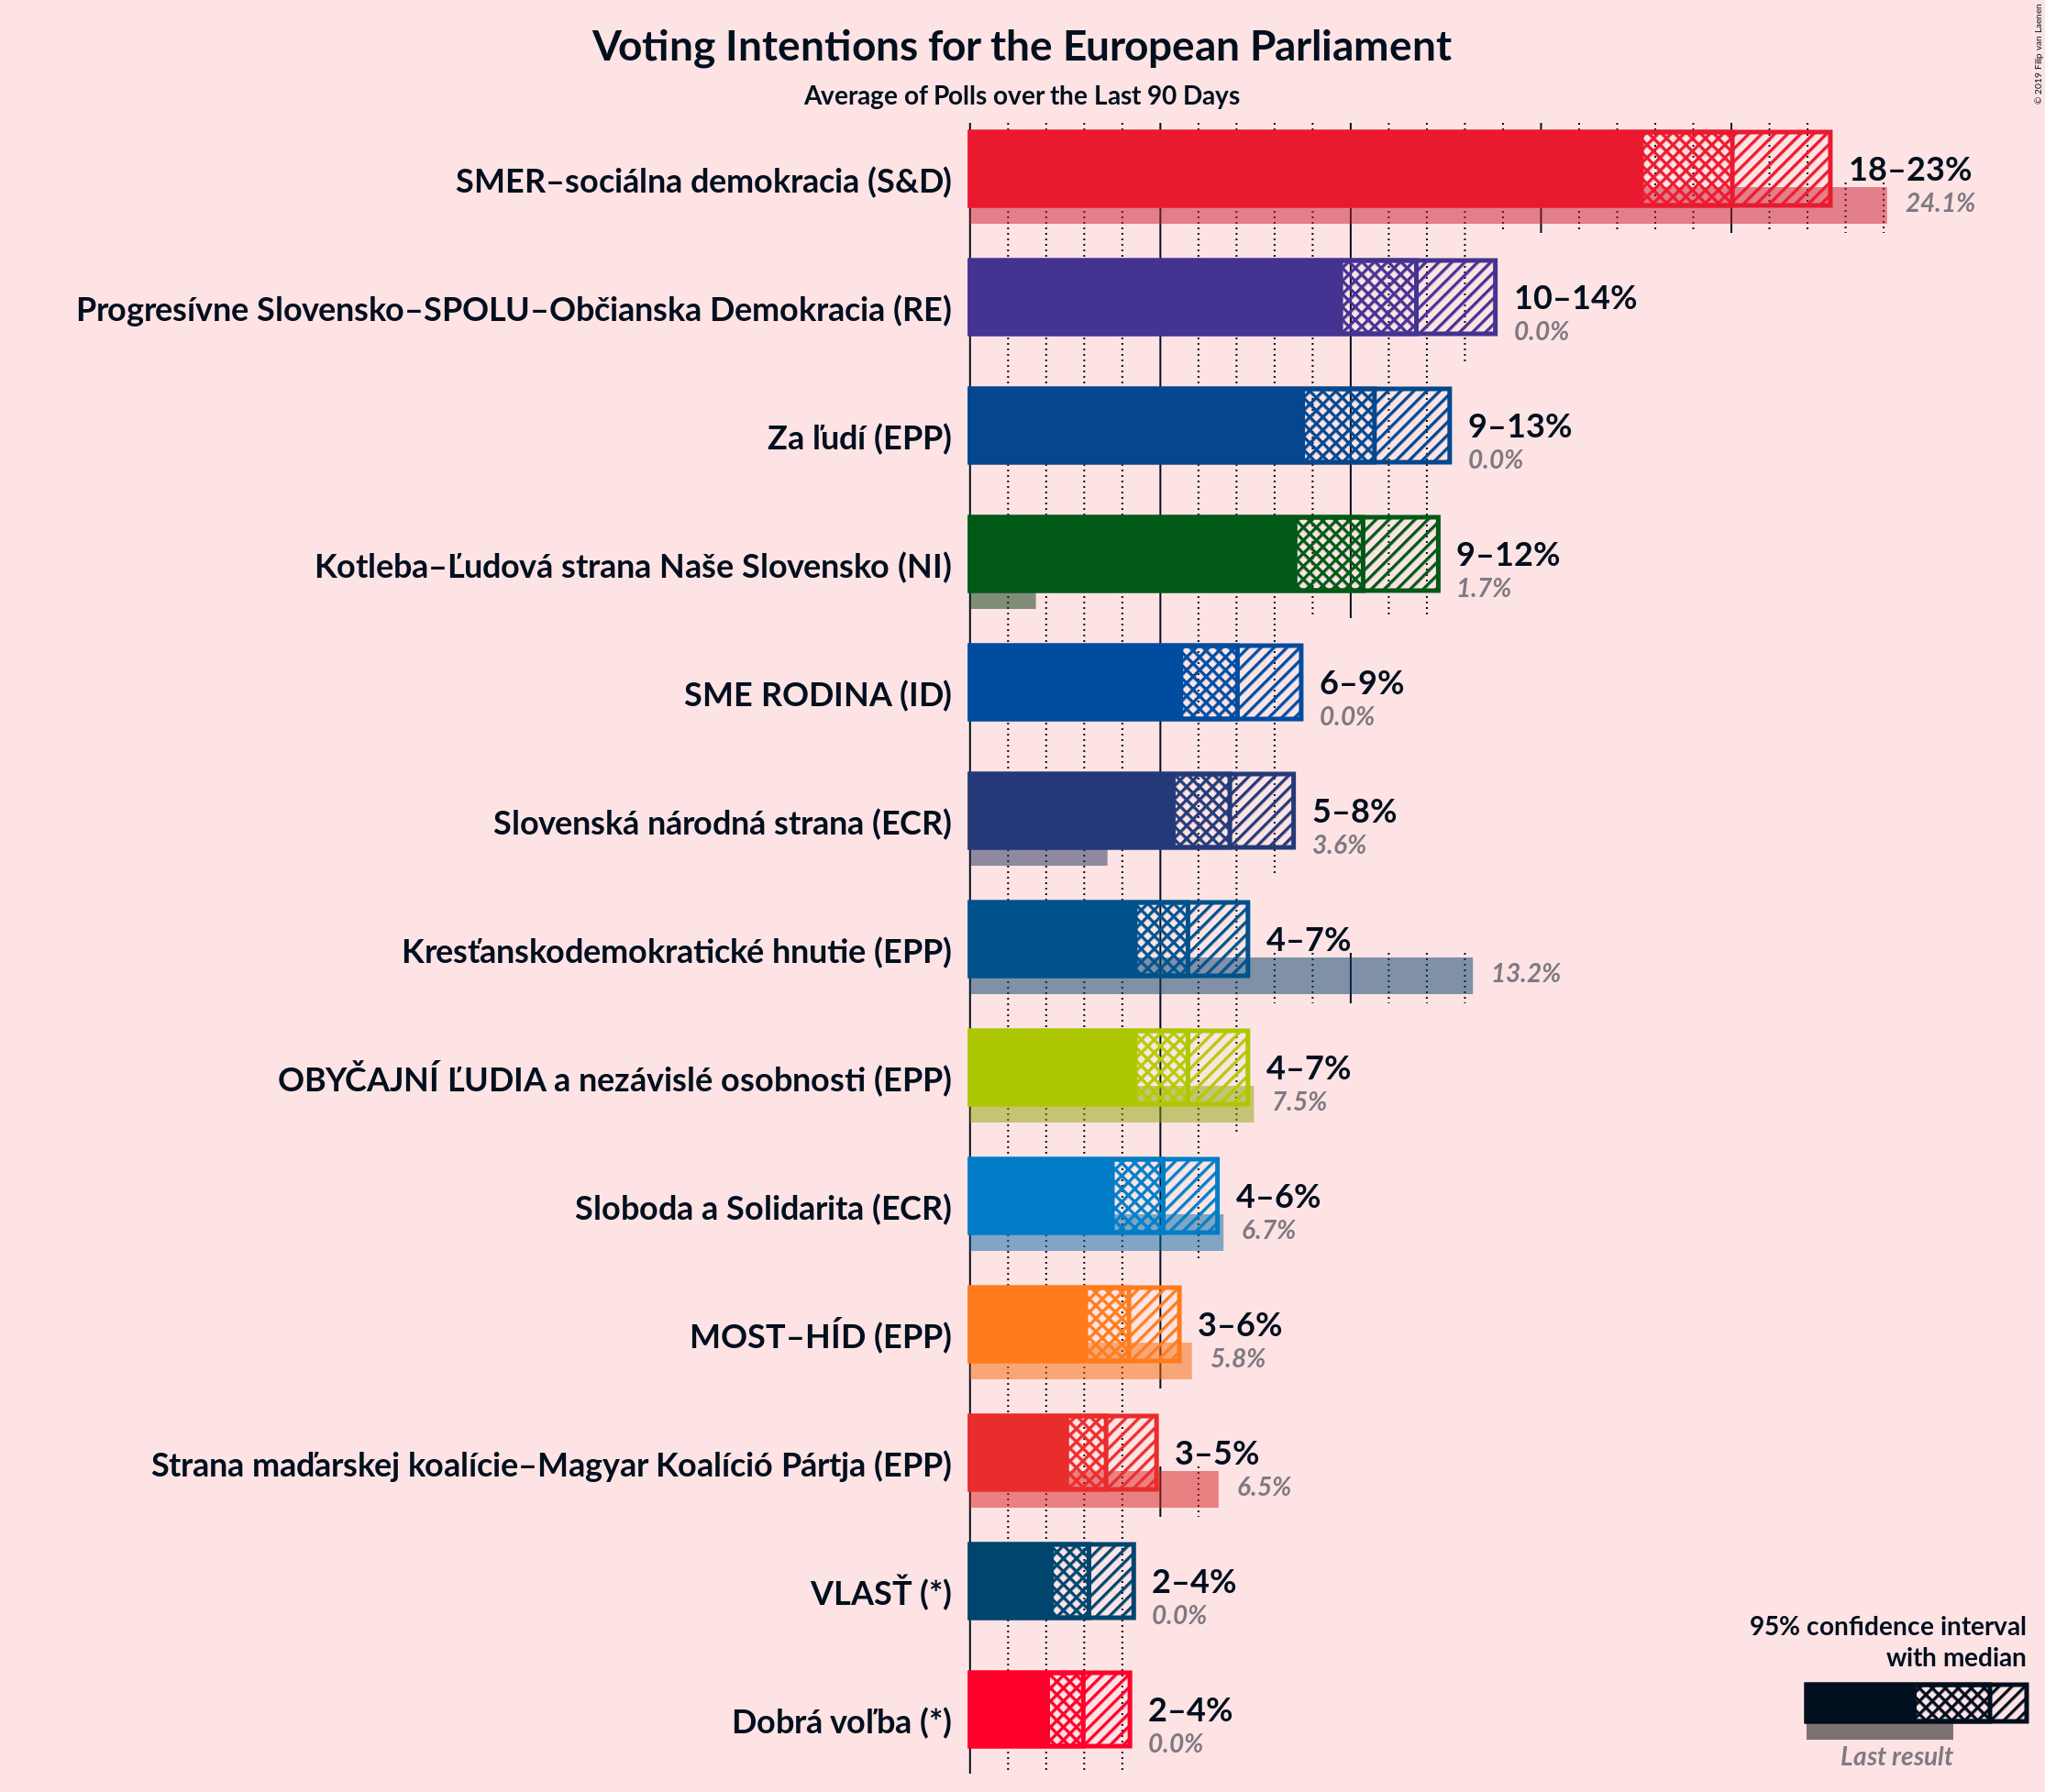 Voting Intentions for the European Parliament
Average of Polls over the Last 90 Days
© 2019 Filip van Laenen
SMER–sociálna demokracia (S&D)
18–23%
24.1%
Progresívne Slovensko–SPOLU–Občianska Demokracia (RE)
10–14%
0.0%
Za ľudí (EPP)
9–13%
0.0%
Kotleba–Ľudová strana Naše Slovensko (NI)
9–12%
1.7%
SME RODINA (ID)
6–9%
0.0%
Slovenská národná strana (ECR)
5–8%
3.6%
Kresťanskodemokratické hnutie (EPP)
4–7%
13.2%
OBYČAJNÍ ĽUDIA a nezávislé osobnosti (EPP)
4–7%
7.5%
Sloboda a Solidarita (ECR)
4–6%
6.7%
MOST–HÍD (EPP)
3–6%
5.8%
Strana maďarskej koalície–Magyar Koalíció Pártja (EPP)
3–5%
6.5%
VLASŤ (*)
2–4%
0.0%
Dobrá voľba (*)
2–4%
0.0%
95% confidence interval
with median
Last result